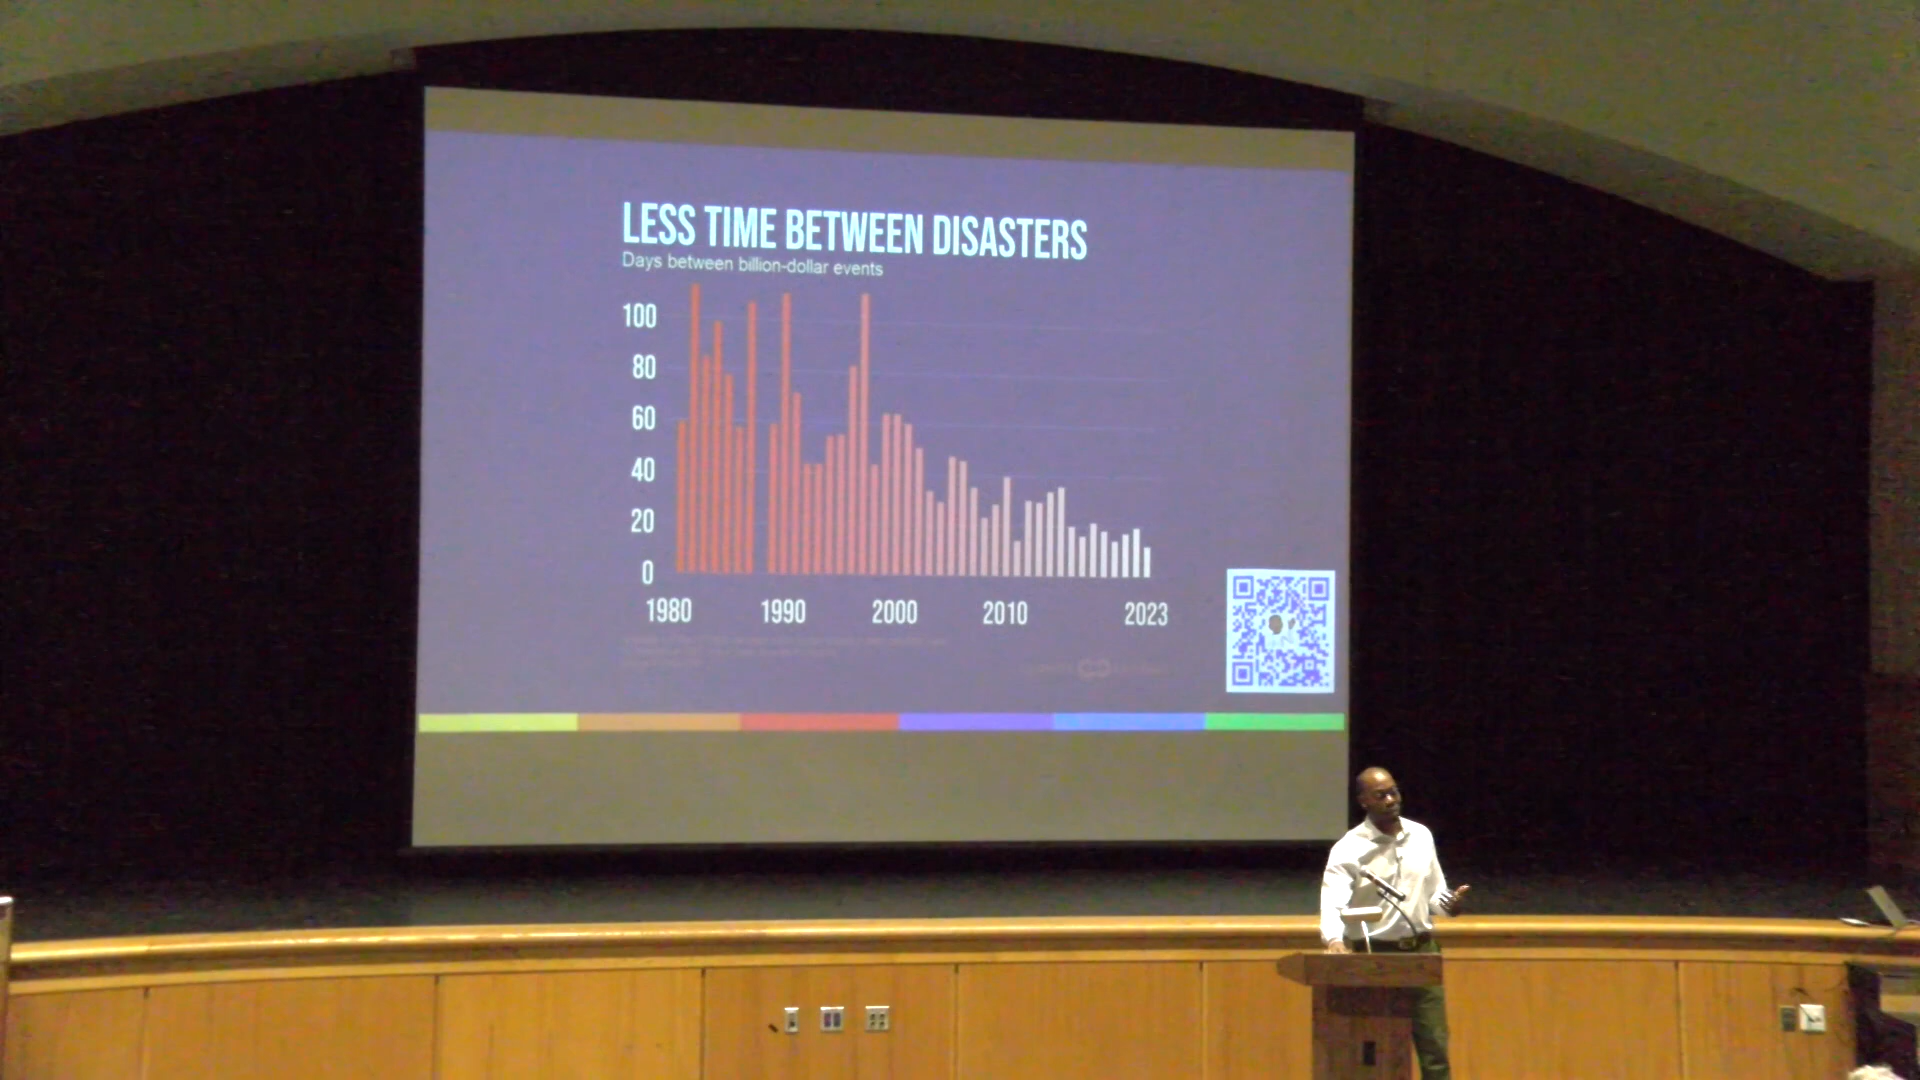 LESS TIME BETWEEN DISASTERS
Days between billion-dollar events
100
80
60
40
20
0
1980 1990 2000 2010 2023